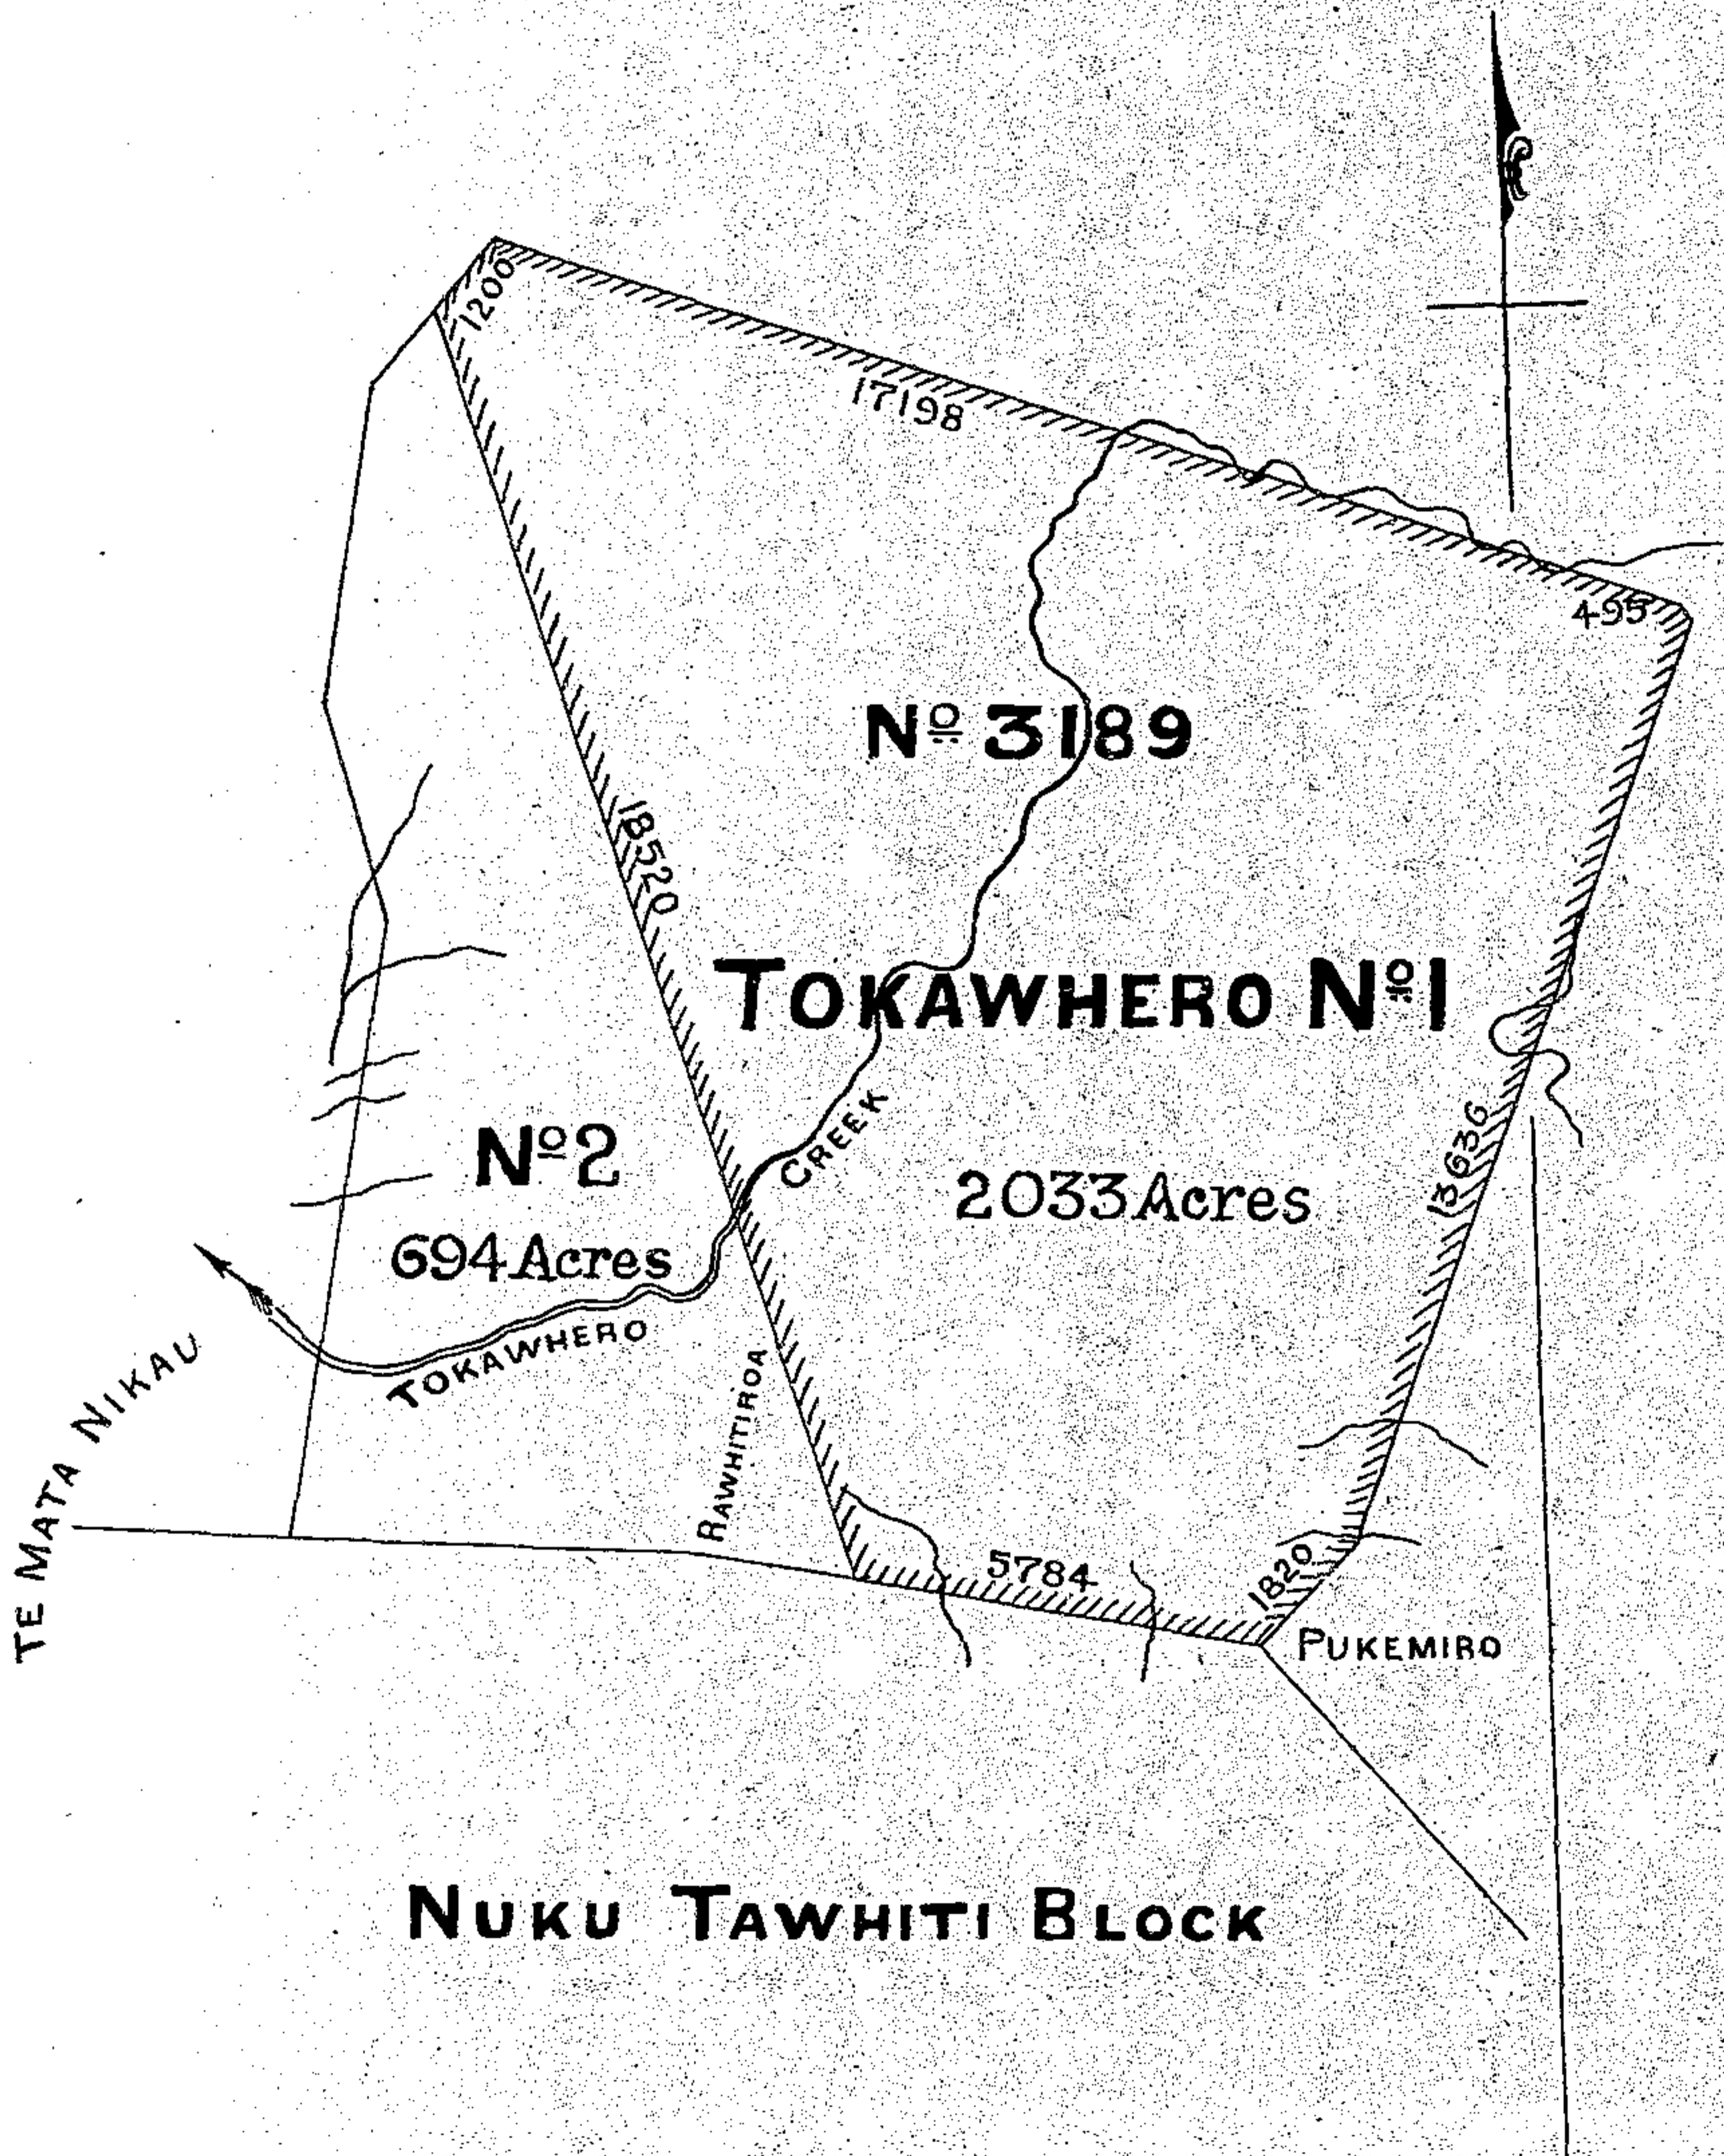 1200
17198
495
Nº 3189
18520
TOKAWHERO Nº 1
CREEK
13636
Nº 2
2033 Acres
694 Acres
TOKAWHERO
RAWHITIROA
TE MATA NIKAU
5784
1820
PUKEMIRO
NUKU TAWHITI BLOCK